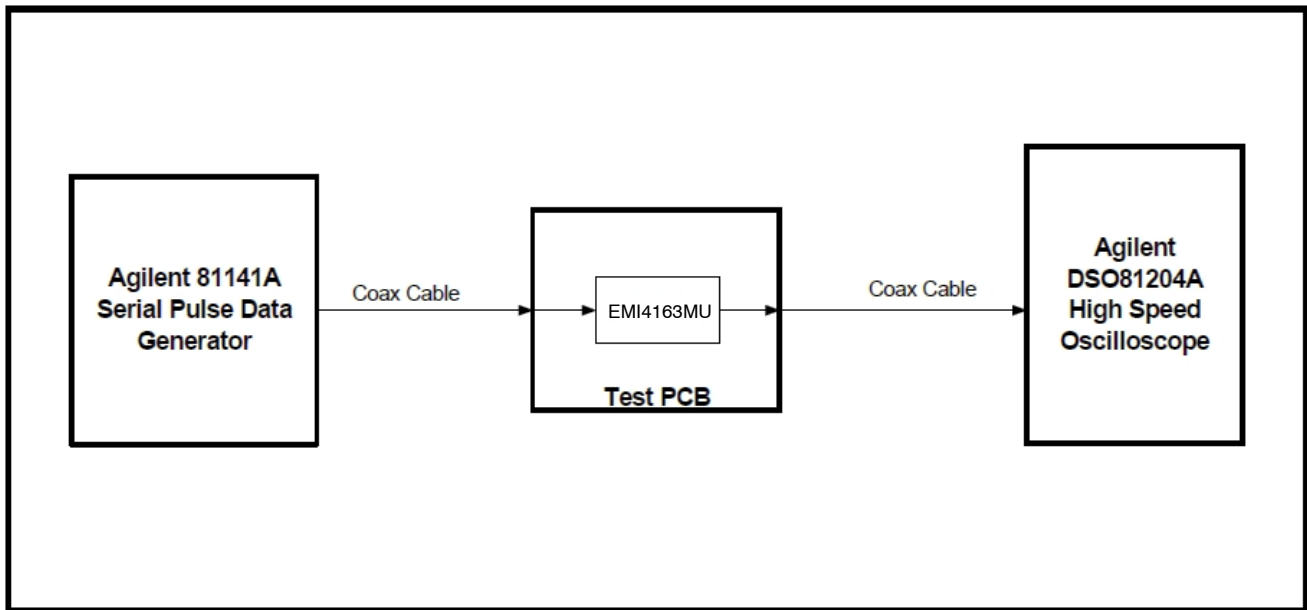 Agilent 81141A
Serial Pulse Data
Generator
Coax Cable
EMI4163MU
Test PCB
Coax Cable
Agilent
DSO81204A
High Speed
Oscilloscope